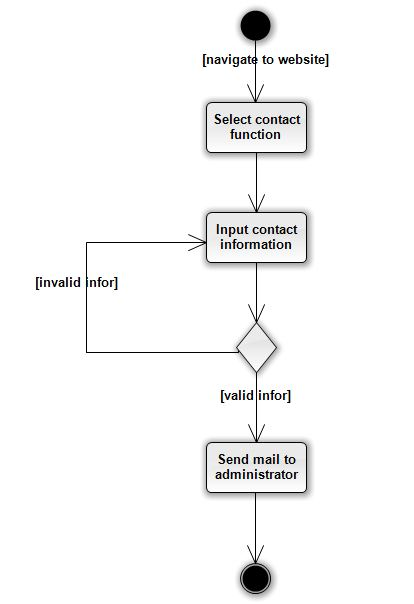 [navigate to website]
Select contact
function
Input contact
information
[invalid infor]
[valid infor]
Send mail to
administrator